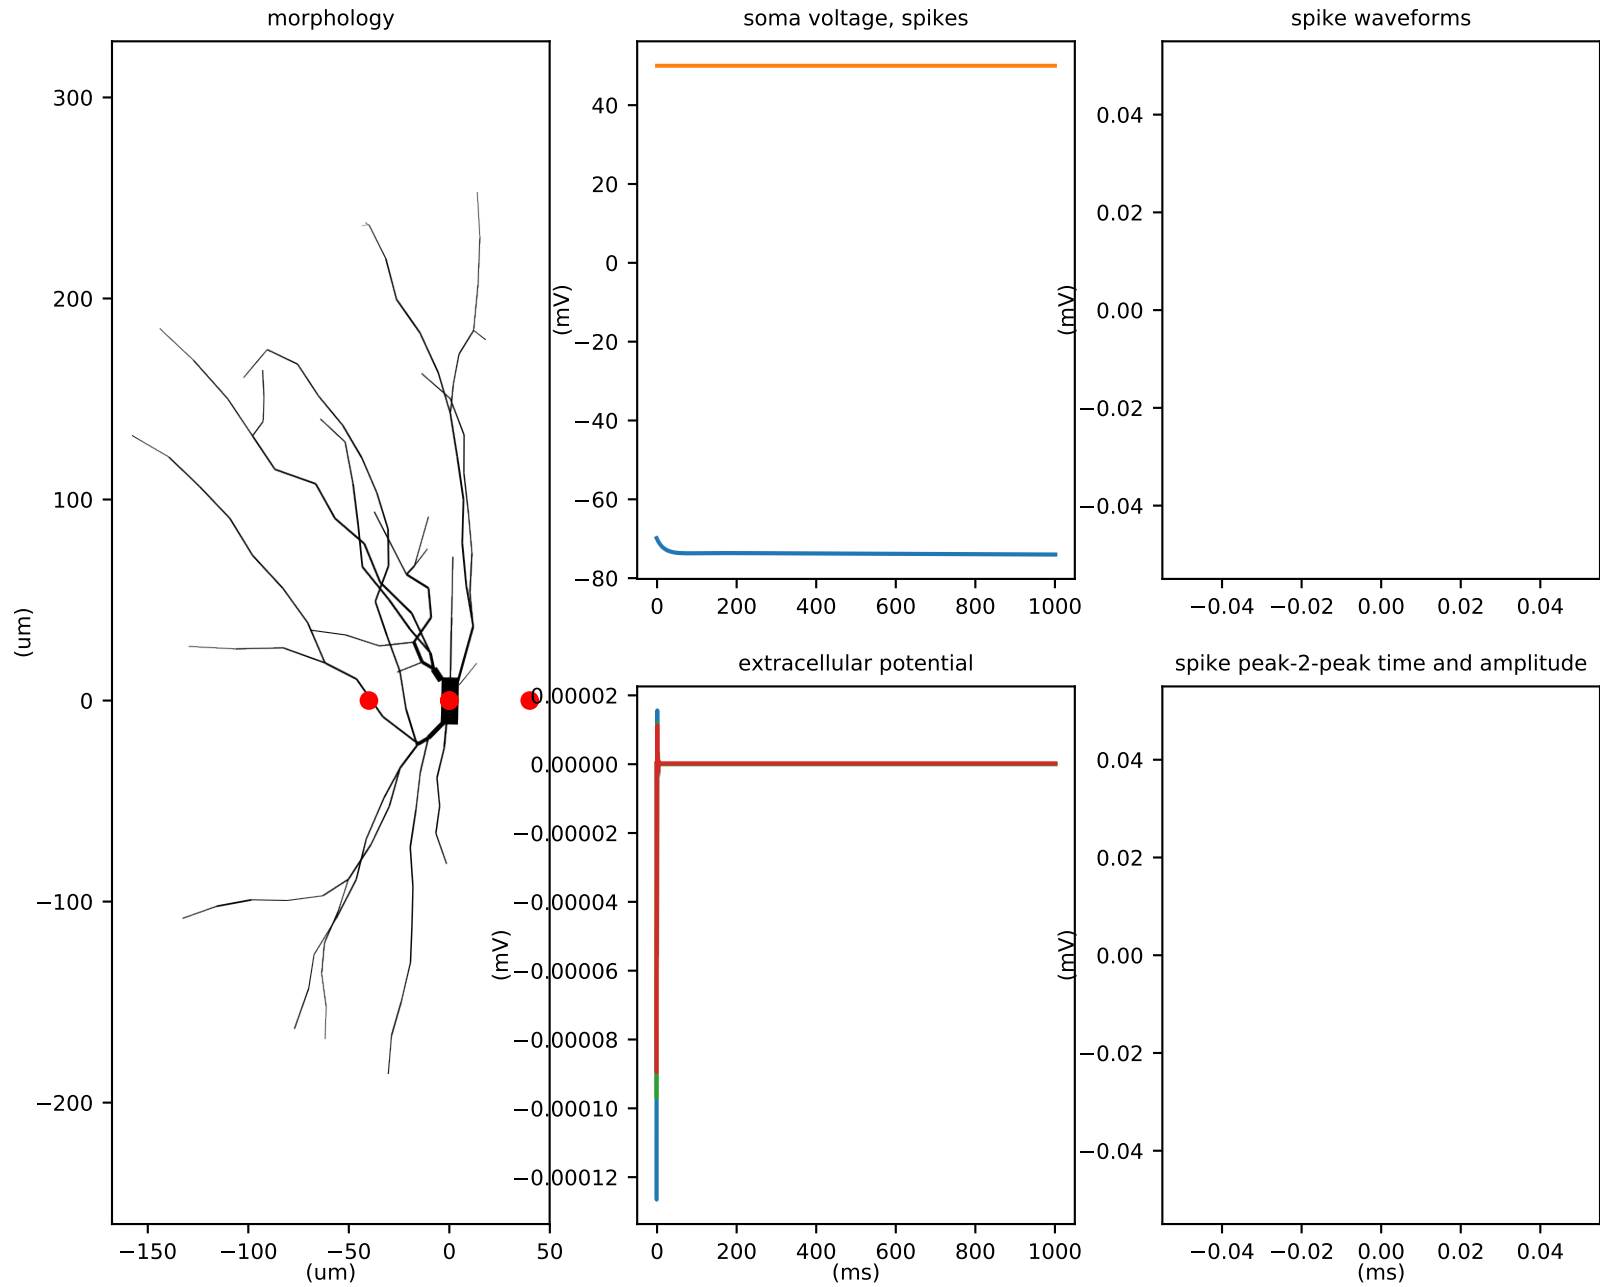 morphology
300
200
100
0
−100
−200
(um)
−150 −100 −50 0 50
(um)
soma voltage, spikes
40
20
0
−20
−40
−60
−80
(mV)
0 200 400 600 800 1000
spike waveforms
0.04
0.02
0.00
−0.02
−0.04
(mV)
−0.04 −0.02 0.00 0.02 0.04
extracellular potential
0.00002
0.00000
−0.00002
−0.00004
−0.00006
−0.00008
−0.00010
−0.00012
(mV)
0 200 400 600 800 1000
(ms)
spike peak-2-peak time and amplitude
0.04
0.02
0.00
−0.02
−0.04
(mV)
−0.04 −0.02 0.00 0.02 0.04
(ms)